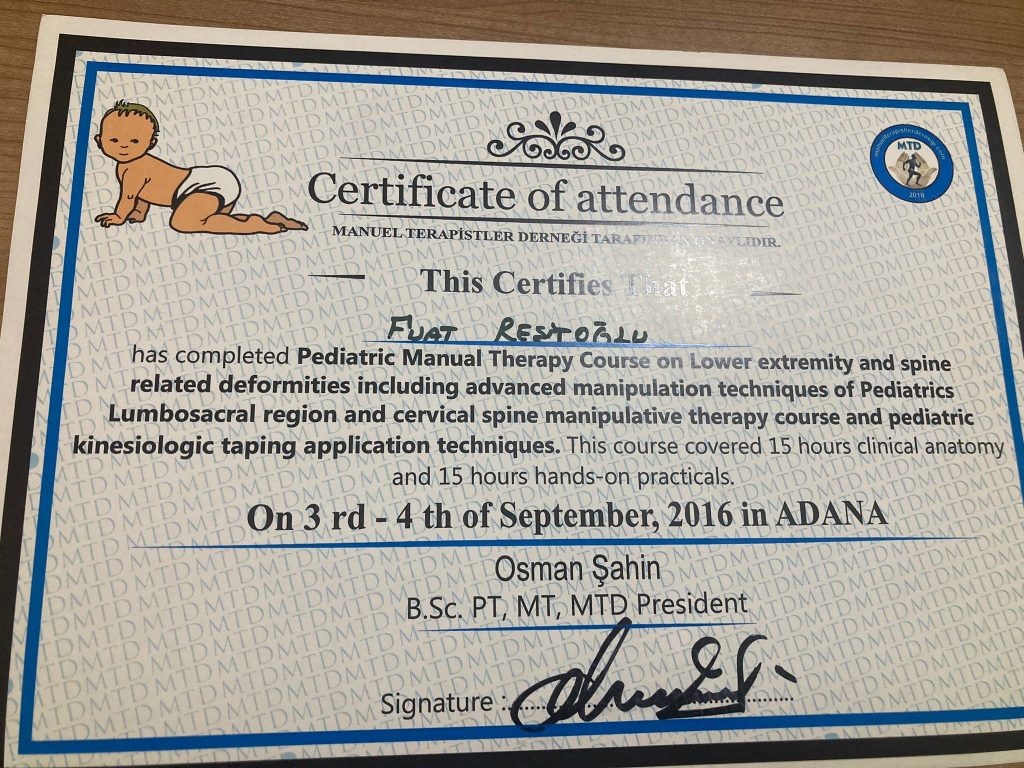 Certificate of attendance
MANUEL TERAPİSTLER DERNEĞİ TARAFINDAN ONAYLIDIR.
This Certifies That
FUAT RESTOĞLU
has completed Pediatric Manual Therapy Course on Lower extremity and spine
related deformities including advanced manipulation techniques of Pediatrics
Lumbosacral region and cervical spine manipulative therapy course and pediatric
kinesiologic taping application techniques. This course covered 15 hours clinical anatomy
and 15 hours hands-on practicals.
On 3 rd - 4 th of September, 2016 in ADANA
Osman Şahin
B.Sc. PT, MT, MTD President
Signature :
manuelterapistlerdernegi.com
MTD
2016